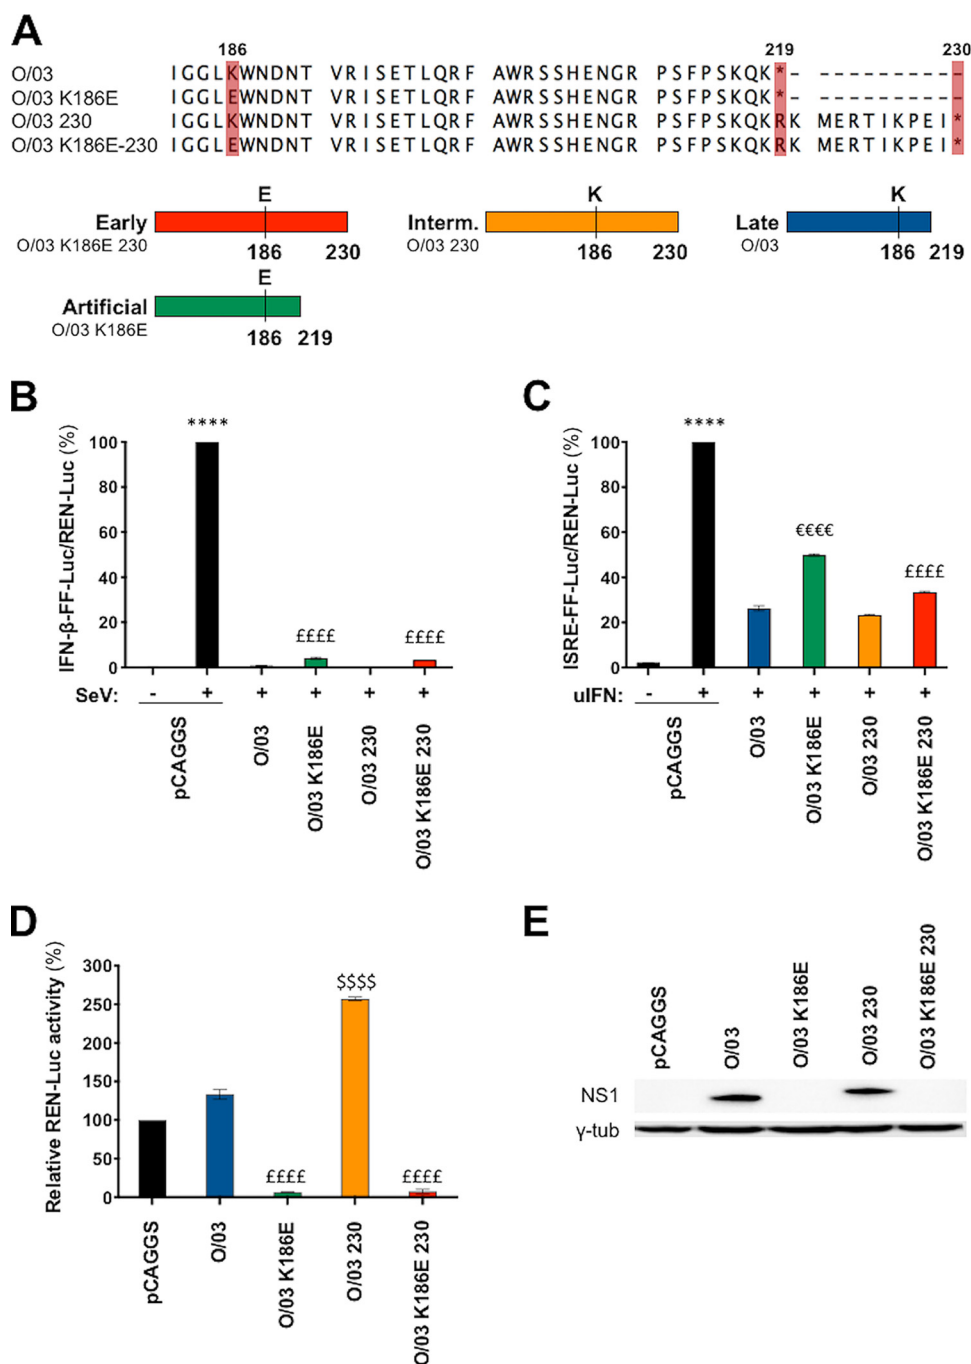 A
186 219 230
O/03 IGGLKWNDNT VRISETLQRF AWRSSHENGR PSFPSKQK*- ----------
O/03 K186E IGGLEWNDNT VRISETLQRF AWRSSHENGR PSFPSKQK*- ----------
O/03 230 IGGLKWNDNT VRISETLQRF AWRSSHENGR PSFPSKQKRK MERTIKPEI*
O/03 K186E-230 IGGLEWNDNT VRISETLQRF AWRSSHENGR PSFPSKQKRK MERTIKPEI*
E K K
Early Interm. Late
O/03 K186E 230 O/03 230 O/03
186 230 186 230 186 219
E
Artificial
O/03 K186E
186 219
B
IFN-β-FF-Luc/REN-Luc (%)
100
80
60
40
20
0
****
££££ ££££
SeV: - + + + + +
pCAGGS
O/03
O/03 K186E
O/03 230
O/03 K186E 230
C
ISRE-FF-Luc/REN-Luc (%)
100
80
60
40
20
0
****
€€€€
££££
uIFN: - + + + + +
pCAGGS
O/03
O/03 K186E
O/03 230
O/03 K186E 230
D
Relative REN-Luc activity (%)
300
250
200
150
100
50
0
$$$$
££££ ££££
pCAGGS
O/03
O/03 K186E
O/03 230
O/03 K186E 230
E
pCAGGS
O/03
O/03 K186E
O/03 230
O/03 K186E 230
NS1
γ-tub